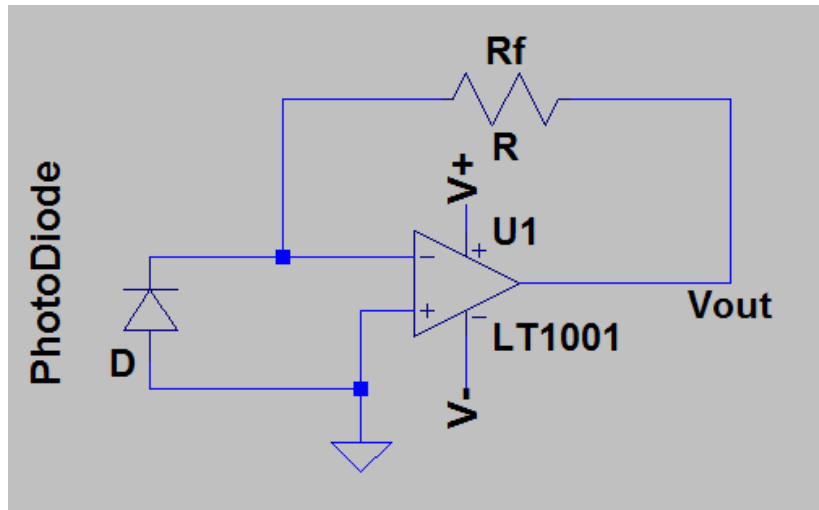 Rf
R
V+
U1
PhotoDiode
D
Vout
LT1001
V-
+
-
-
+